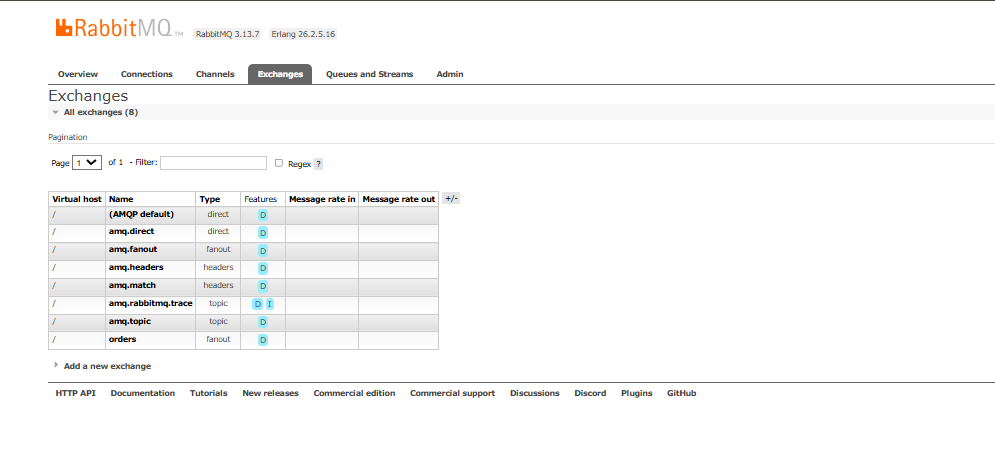 RabbitMQ TM RabbitMQ 3.13.7 Erlang 26.2.5.16
Overview Connections Channels Exchanges Queues and Streams Admin
Exchanges
All exchanges (8)
Pagination
Page 1 of 1 - Filter: Regex ?
Virtual host Name Type Features Message rate in Message rate out +/-
/ (AMQP default) direct D
/ amq.direct direct D
/ amq.fanout fanout D
/ amq.headers headers D
/ amq.match headers D
/ amq.rabbitmq.trace topic D I
/ amq.topic topic D
/ orders fanout D
Add a new exchange
HTTP API Documentation Tutorials New releases Commercial edition Commercial support Discussions Discord Plugins GitHub